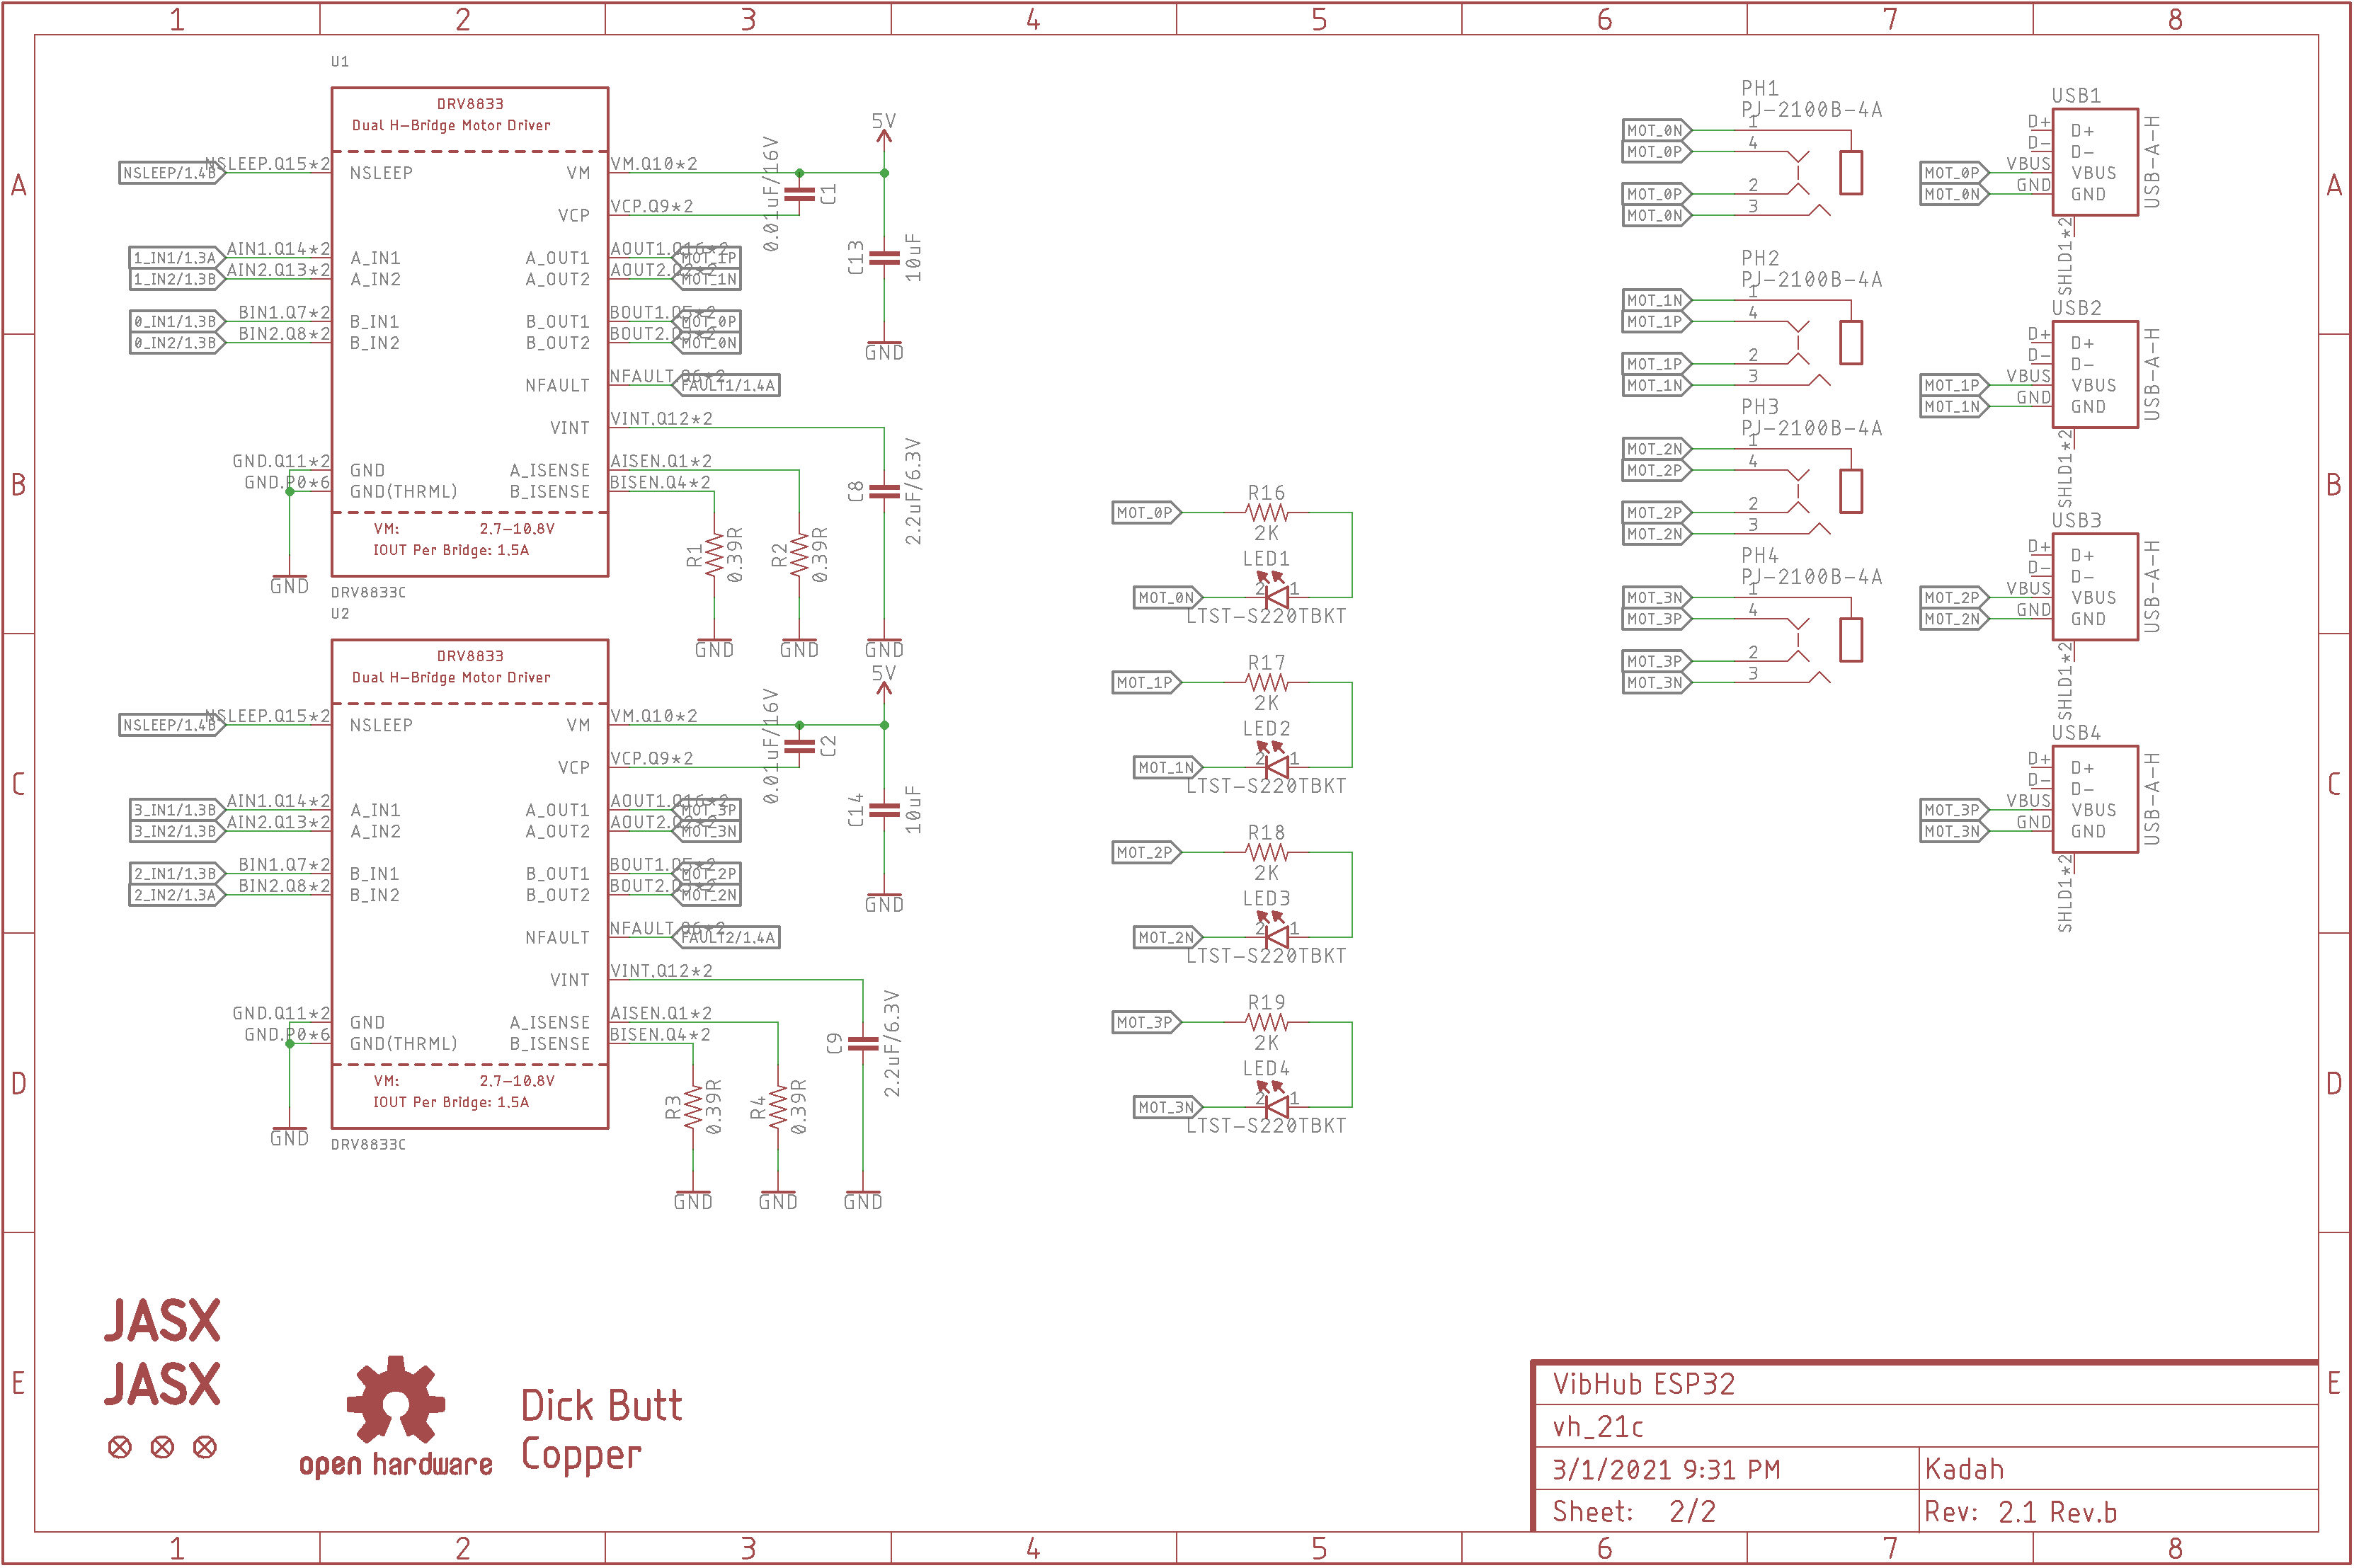 1 2 3 4 5 6 7 8
A
B
C
D
E
U1
DRV8833
Dual H-Bridge Motor Driver
NSLEEP/1.4B NSLEEP.Q15*2 NSLEEP
VM VM.Q10*2
VCP VCP.Q9*2
0.01uF/16V C1
5V
1_IN1/1.3A AIN1.Q14*2 A_IN1
1_IN2/1.3B AIN2.Q13*2 A_IN2
A_OUT1 AOUT1.Q16*2 MOT_1P
A_OUT2 AOUT2.Q2*2 MOT_1N
C13 10uF
GND
0_IN1/1.3B BIN1.Q7*2 B_IN1
0_IN2/1.3B BIN2.Q8*2 B_IN2
B_OUT1 BOUT1.Q5*2 MOT_0P
B_OUT2 BOUT2. MOT_0N
NFAULT NFAULT.Q6*2 FAULT1/1.4A
VINT VINT.Q12*2
GND.Q11*2 GND
GND.P0*6 GND(THRML)
A_ISENSE AISEN.Q1*2
B_ISENSE BISEN.Q4*2
C8 2.2uF/6.3V
VM: 2.7-10.8V
IOUT Per Bridge: 1.5A
R1 0.39R
R2 0.39R
GND
GND GND GND
DRV8833C
U2
DRV8833
Dual H-Bridge Motor Driver
NSLEEP/1.4B NSLEEP.Q15*2 NSLEEP
VM VM.Q10*2
VCP VCP.Q9*2
0.01uF/16V C2
5V
3_IN1/1.3B AIN1.Q14*2 A_IN1
3_IN2/1.3B AIN2.Q13*2 A_IN2
A_OUT1 AOUT1.Q16*2 MOT_3P
A_OUT2 AOUT2.Q2*2 MOT_3N
C14 10uF
GND
2_IN1/1.3B BIN1.Q7*2 B_IN1
2_IN2/1.3A BIN2.Q8*2 B_IN2
B_OUT1 BOUT1.Q5*2 MOT_2P
B_OUT2 BOUT2. MOT_2N
NFAULT NFAULT.Q6*2 FAULT2/1.4A
VINT VINT.Q12*2
GND.Q11*2 GND
GND.P0*6 GND(THRML)
A_ISENSE AISEN.Q1*2
B_ISENSE BISEN.Q4*2
C9 2.2uF/6.3V
VM: 2.7-10.8V
IOUT Per Bridge: 1.5A
R3 0.39R
R4 0.39R
GND
DRV8833C
GND GND GND
MOT_0P R16
2K
LED1
MOT_0N 2 1
LTST-S220TBKT
MOT_1P R17
2K
LED2
MOT_1N 2 1
LTST-S220TBKT
MOT_2P R18
2K
LED3
MOT_2N 2 1
LTST-S220TBKT
MOT_3P R19
2K
LED4
MOT_3N 2 1
LTST-S220TBKT
PH1
PJ-2100B-4A
MOT_0N 1
MOT_0P 4
MOT_0P 2
MOT_0N 3
PH2
PJ-2100B-4A
MOT_1N 1
MOT_1P 4
MOT_1P 2
MOT_1N 3
PH3
PJ-2100B-4A
MOT_2N 1
MOT_2P 4
MOT_2P 2
MOT_2N 3
PH4
PJ-2100B-4A
MOT_3N 1
MOT_3P 4
MOT_3P 2
MOT_3N 3
USB1
D+ D+
D- D-
MOT_0P VBUS VBUS
MOT_0N GND GND
USB-A-H
SHLD1*2
USB2
D+ D+
D- D-
MOT_1P VBUS VBUS
MOT_1N GND GND
USB-A-H
SHLD1*2
USB3
D+ D+
D- D-
MOT_2P VBUS VBUS
MOT_2N GND GND
USB-A-H
SHLD1*2
USB4
D+ D+
D- D-
MOT_3P VBUS VBUS
MOT_3N GND GND
USB-A-H
SHLD1*2
JASX
JASX
open hardware
Dick Butt
Copper
VibHub ESP32
vh_21c
3/1/2021 9:31 PM Kadah
Sheet: 2/2 Rev: 2.1 Rev.b
A
B
C
D
E
1 2 3 4 5 6 7 8